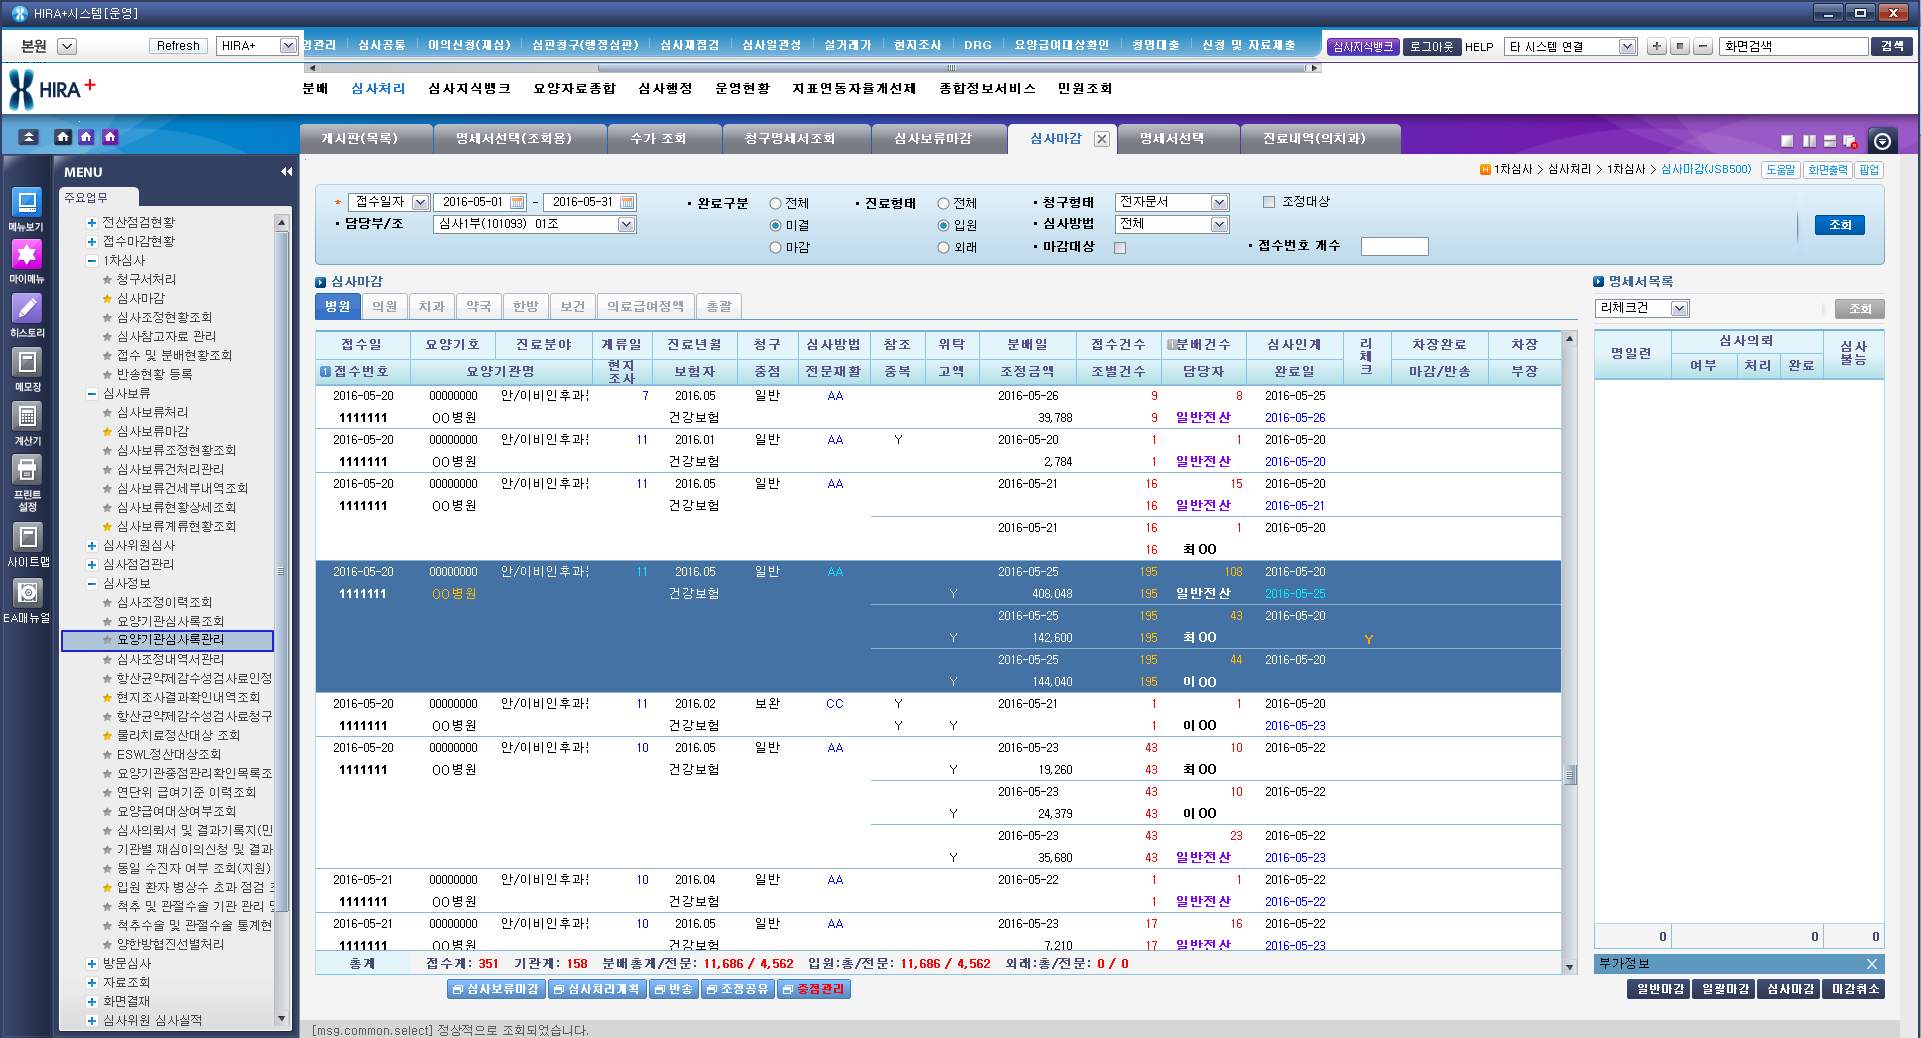 HIRA+시스템[운영]
본원 Refresh HIRA+ 영관리 심사공통 이의신청(재심) 심판청구(행정심판) 심사재점검 심사일관성 실거래가 현지조사 DRG 요양급여대상확인 청명대출 신청 및 자료제출 심사지식뱅크 로그아웃 HELP 타 시스템 연결 화면검색 검색
HIRA+ 분배 심사처리 심사지식뱅크 요양자료종합 심사행정 운영현황 지표연동자율개선제 종합정보서비스 민원조회
게시판(목록) 명세서선택(조회용) 수가 조회 청구명세서조회 심사보류마감 심사마감 명세서선택 진료내역(의치과)
H 1차심사 > 심사처리 > 1차심사 > 심사마감(JSB500) 도움말 화면출력 팝업
메뉴보기
마이메뉴
히스토리
메모장
계산기
프린트
설정
사이트맵
EA매뉴얼
MENU
주요업무
전산점검현황
접수마감현황
1차심사
청구서처리
심사마감
심사조정현황조회
심사참고자료 관리
접수 및 분배현황조회
반송현황 등록
심사보류
심사보류처리
심사보류마감
심사보류조정현황조회
심사보류건처리관리
심사보류건세부내역조회
심사보류현황상세조회
심사보류계류현황조회
심사위원심사
심사점검관리
심사정보
심사조정이력조회
요양기관심사록조회
요양기관심사록관리
심사조정내역서관리
항산균약제감수성검사료인정
현지조사결과확인내역조회
항산균약제감수성검사료청구
물리치료정산대상 조회
ESWL정산대상조회
요양기관중점관리확인목록조
연단위 급여기준 이력조회
요양급여대상여부조회
심사의뢰서 및 결과기록지(민
기관별 재심이의신청 및 결과
동일 수진자 여부 조회(지원)
입원 환자 병상수 초과 점검
척추 및 관절수술 기관 관리
척추수술 및 관절수술 통계현
양한방협진선별처리
방문심사
자료조회
화면결재
심사위원 심사실적
* 접수일자 2016-05-01 - 2016-05-31 · 완료구분 전체 · 진료형태 전체 · 청구형태 전자문서 조정대상
· 담당부/조 심사1부(101093) 01조 미결 입원 · 심사방법 전체 조회
마감 외래 · 마감대상 · 접수번호 개수
심사마감
병원 의원 치과 약국 한방 보건 의료급여정액 총괄
접수일 요양기호 진료분야 계류일 진료년월 청구 심사방법 참조 위탁 분배일 접수건수 1분배건수 심사인계 리체크 차장완료 차장
1접수번호 요양기관명 현지조사 보험자 중점 전문재활 중복 고액 조정금액 조별건수 담당자 완료일 마감/반송 부장
2016-05-20 00000000 안/이비인후과 7 2016.05 일반 AA 2016-05-26 9 8 2016-05-25
1111111 OO병원 건강보험 39,788 9 일반전산 2016-05-26
2016-05-20 00000000 안/이비인후과 11 2016.01 일반 AA Y 2016-05-20 1 1 2016-05-20
1111111 OO병원 건강보험 2,784 1 일반전산 2016-05-20
2016-05-20 00000000 안/이비인후과 11 2016.05 일반 AA 2016-05-21 16 15 2016-05-20
1111111 OO병원 건강보험 16 일반전산 2016-05-21
2016-05-21 16 1 2016-05-20
16 최OO
2016-05-20 00000000 안/이비인후과 11 2016.05 일반 AA 2016-05-25 195 108 2016-05-20
1111111 OO병원 건강보험 Y 408,048 195 일반전산 2016-05-25
2016-05-25 195 43 2016-05-20
Y 142,600 195 최OO Y
2016-05-25 195 44 2016-05-20
Y 144,040 195 이OO
2016-05-20 00000000 안/이비인후과 11 2016.02 보완 CC Y 2016-05-21 1 1 2016-05-20
1111111 OO병원 건강보험 Y Y 1 이OO 2016-05-23
2016-05-20 00000000 안/이비인후과 10 2016.05 일반 AA 2016-05-23 43 10 2016-05-22
1111111 OO병원 건강보험 Y 19,260 43 최OO
2016-05-23 43 10 2016-05-22
Y 24,379 43 이OO
2016-05-23 43 23 2016-05-22
Y 35,680 43 일반전산 2016-05-23
2016-05-21 00000000 안/이비인후과 10 2016.04 일반 AA 2016-05-22 1 1 2016-05-22
1111111 OO병원 건강보험 1 일반전산 2016-05-22
2016-05-21 00000000 안/이비인후과 10 2016.05 일반 AA 2016-05-23 17 16 2016-05-22
1111111 OO병원 건강보험 7,210 17 일반전산 2016-05-23
총계 접수계: 351 기관계: 158 분배총계/전문: 11,686 / 4,562 입원:총/전문: 11,686 / 4,562 외래:총/전문: 0 / 0
심사보류마감 심사처리계획 반송 조정공유 중점관리
명세서목록
리체크건 조회
명일련 심사의뢰 심사불능
여부 처리 완료
0 0 0
부가정보
일반마감 일괄마감 심사마감 마감취소
[msg.common.select] 정상적으로 조회되었습니다.